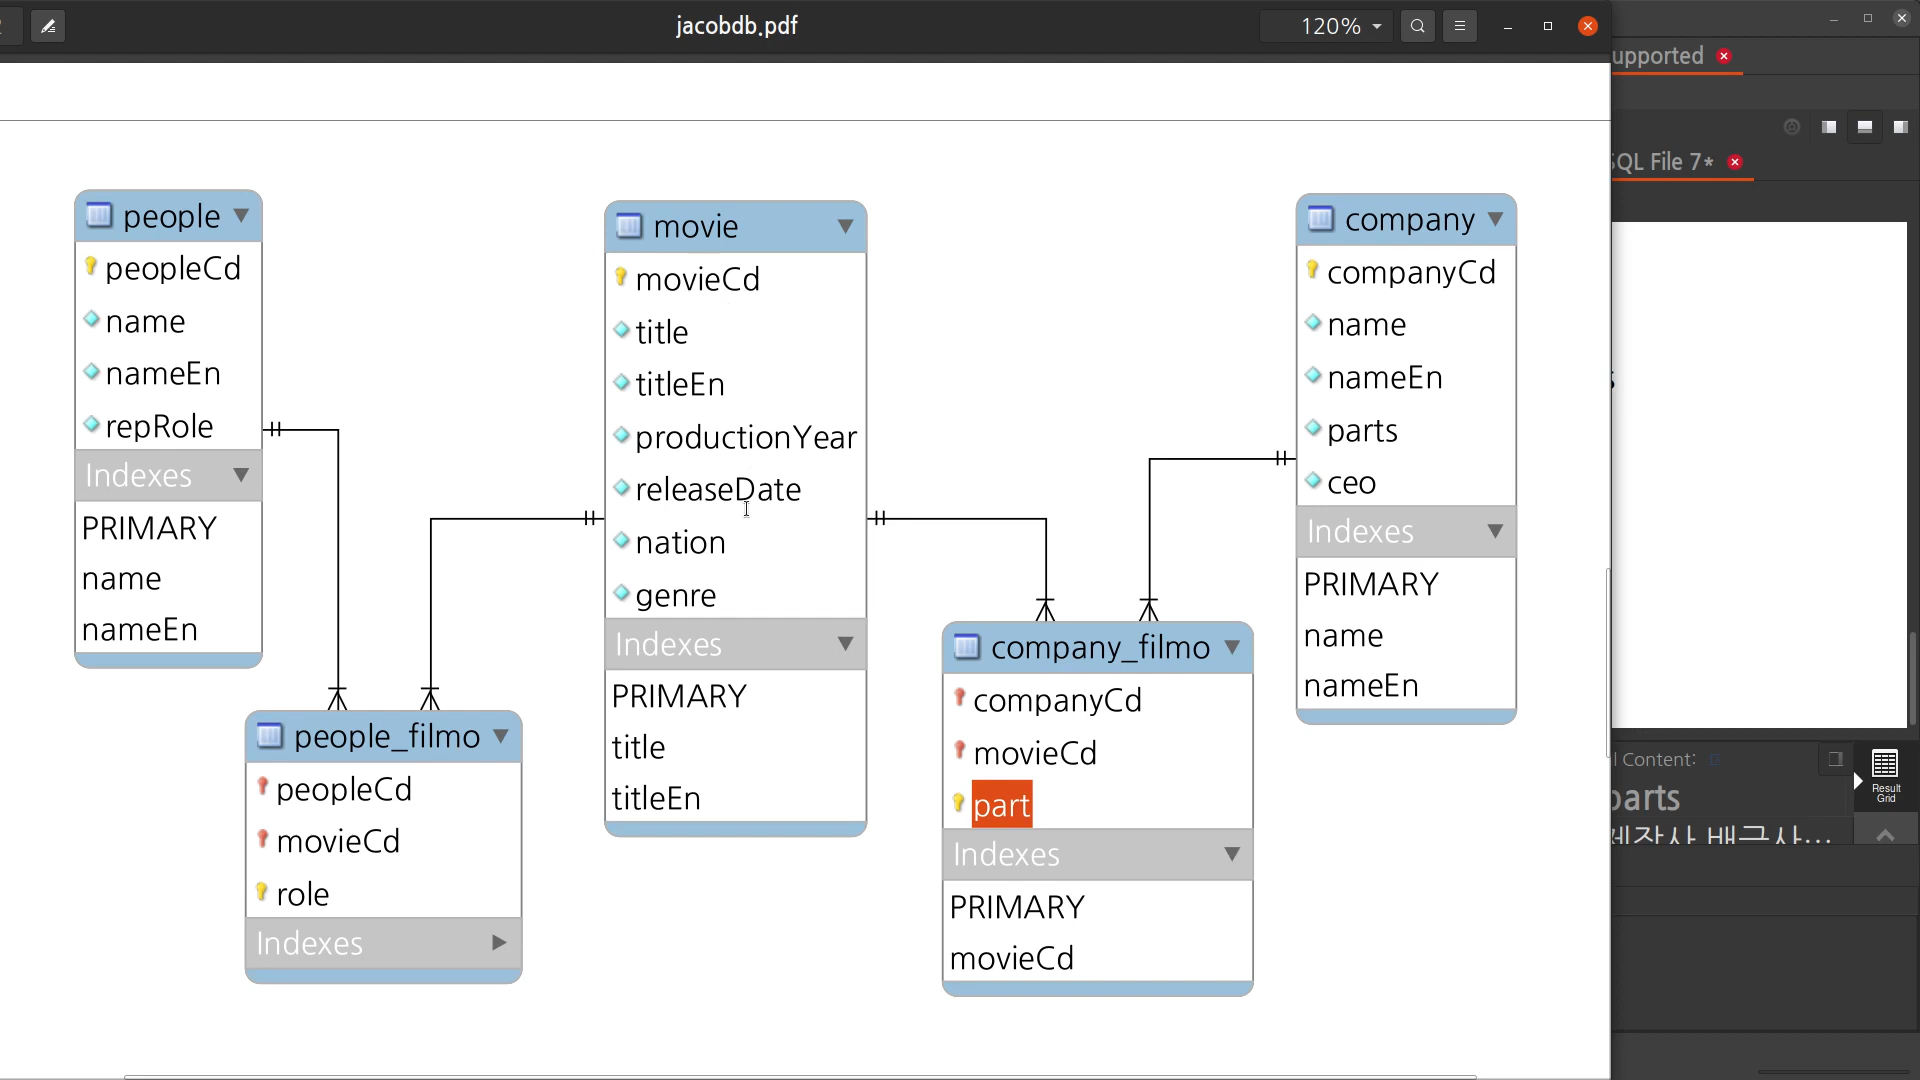 jacobdb.pdf
120%
upported
SQL File 7*
people
peopleCd
name
nameEn
repRole
Indexes
PRIMARY
name
nameEn
movie
movieCd
title
titleEn
productionYear
releaseDate
nation
genre
Indexes
PRIMARY
title
titleEn
company
companyCd
name
nameEn
parts
ceo
Indexes
PRIMARY
name
nameEn
people_filmo
peopleCd
movieCd
role
Indexes
company_filmo
companyCd
movieCd
part
Indexes
PRIMARY
movieCd
l Content:
parts
Result
Grid